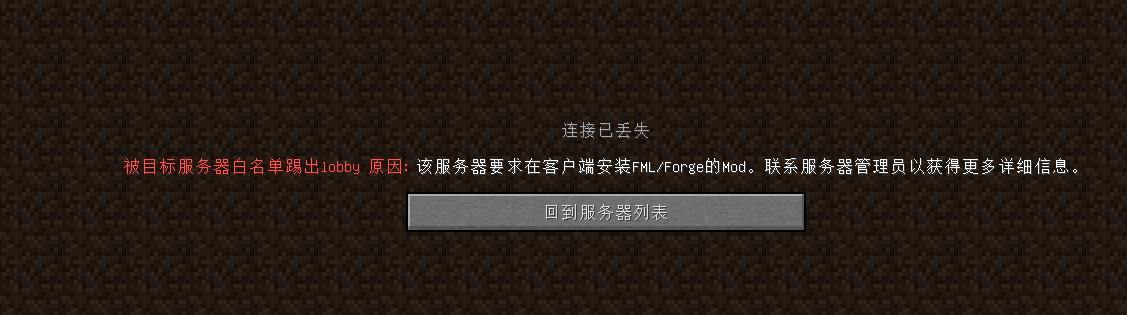 连接已丢失
被目标服务器白名单踢出lobby 原因: 该服务器要求在客户端安装FML/Forge的Mod。联系服务器管理员以获得更多详细信息。
回到服务器列表